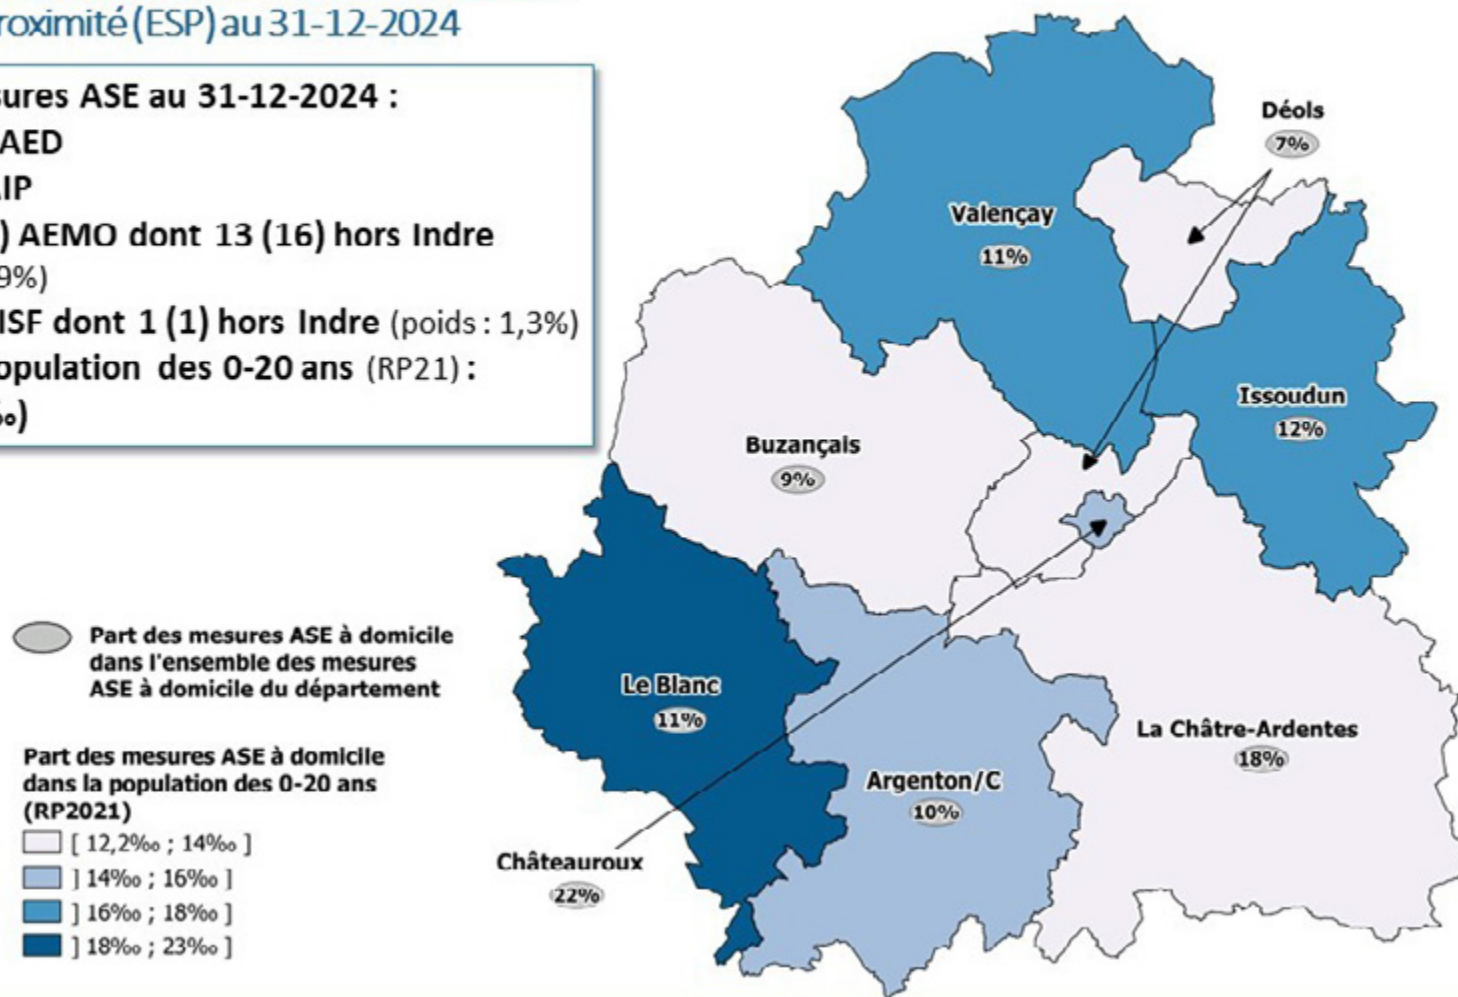 roximité (ESP) au 31-12-2024
sures ASE au 31-12-2024 :
AED
IP
) AEMO dont 13 (16) hors Indre
9%)
ISF dont 1 (1) hors Indre (poids : 1,3%)
opulation des 0-20 ans (RP21) :
‰)
Déols
7%
Valençay
11%
Issoudun
12%
Buzançais
9%
Part des mesures ASE à domicile
dans l'ensemble des mesures
ASE à domicile du département
Le Blanc
11%
La Châtre-Ardentes
18%
Argenton/C
10%
Châteauroux
22%
Part des mesures ASE à domicile
dans la population des 0-20 ans
(RP2021)
[ 12,2‰ ; 14‰ ]
] 14‰ ; 16‰ ]
] 16‰ ; 18‰ ]
] 18‰ ; 23‰ ]